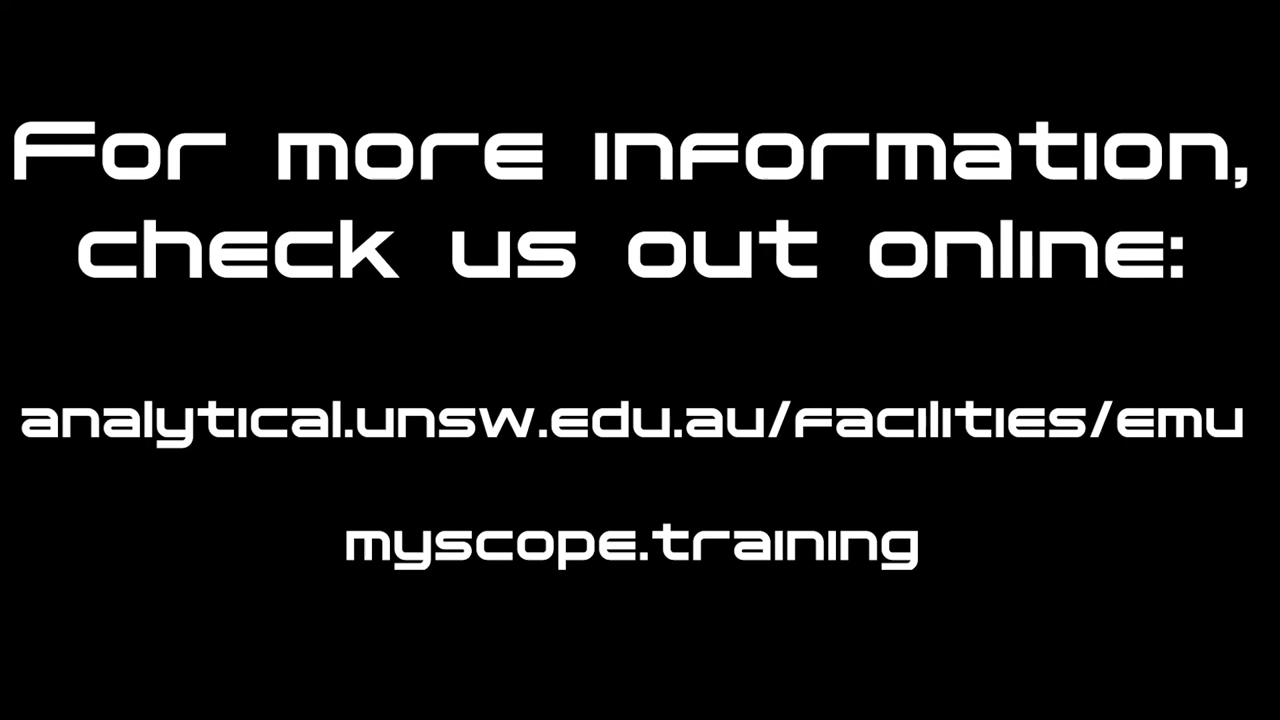 For more information,
check us out online:
analytical.unsw.edu.au/facilities/emu
myscope.training